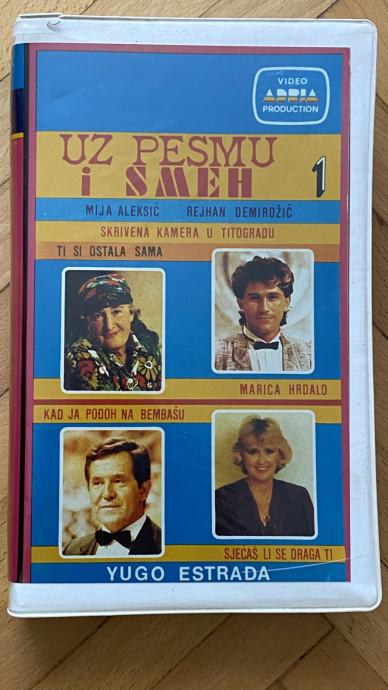 VIDEO
ADRIA
PRODUCTION
UZ PESMU
i SMEH 1
MIJA ALEKSIĆ REJHAN DEMIRDŽIĆ
SKRIVENA KAMERA U TITOGRADU
TI SI OSTALA SAMA
MARICA HRDALO
KAD JA POĐOH NA BEMBAŠU
SJEĆAŠ LI SE DRAGA TI
YUGO ESTRADA